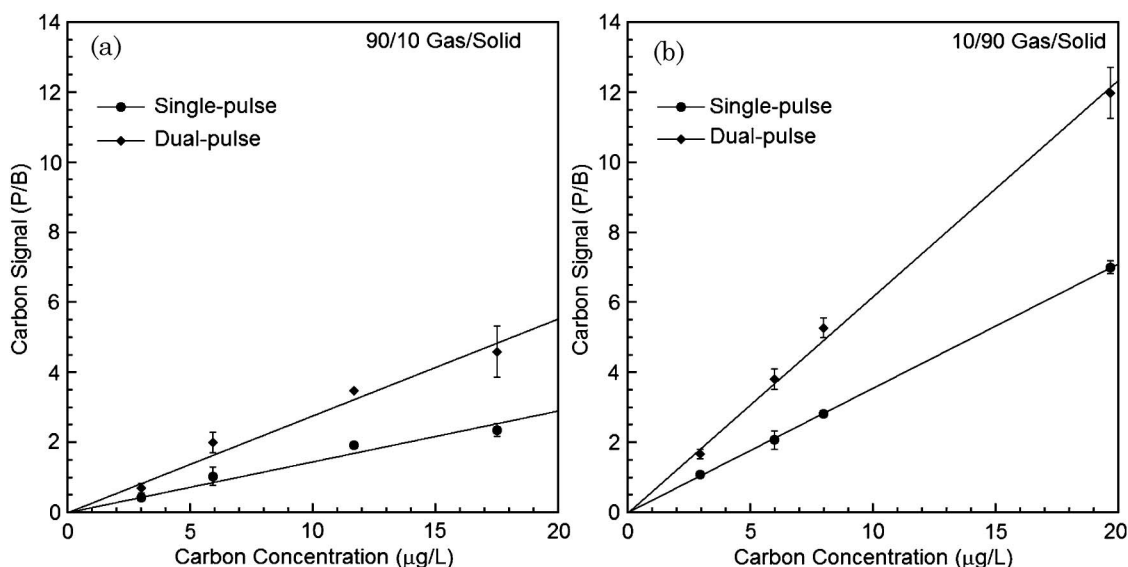 (a)
90/10 Gas/Solid
Single-pulse
Dual-pulse
Carbon Signal (P/B)
14
12
10
8
6
4
2
0
0 5 10 15 20
Carbon Concentration (μg/L)
(b)
10/90 Gas/Solid
Single-pulse
Dual-pulse
Carbon Signal (P/B)
14
12
10
8
6
4
2
0
0 5 10 15 20
Carbon Concentration (μg/L)